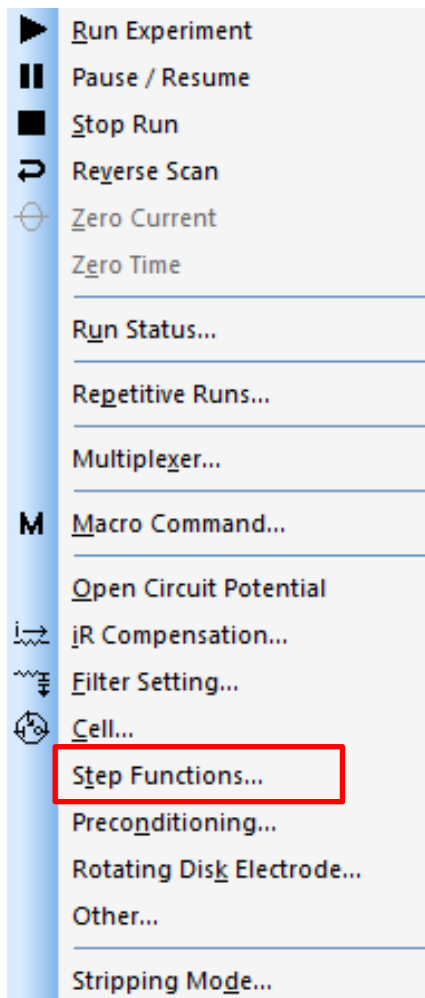 Run Experiment
Pause / Resume
Stop Run
Reverse Scan
Zero Current
Zero Time
Run Status...
Repetitive Runs...
Multiplexer...
M Macro Command...
Open Circuit Potential
i iR Compensation...
Filter Setting...
Cell...
Step Functions...
Preconditioning...
Rotating Disk Electrode...
Other...
Stripping Mode...